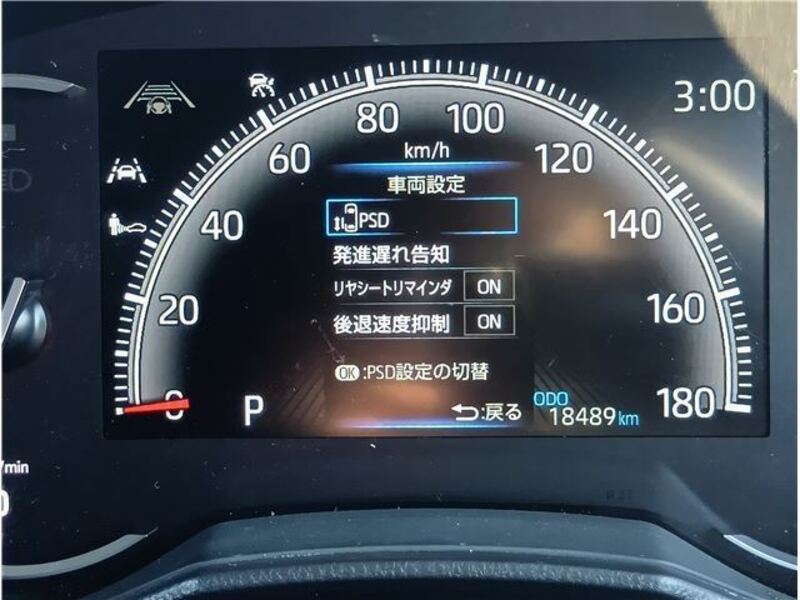 3:00
80
100
km/h
60
120
車両設定
PSD
40
140
発進遅れ告知
リヤシートリマインダ ON
20
160
後退速度抑制 ON
OK:PSD設定の切替
0
P
:戻る
ODO
18489km
180
/min